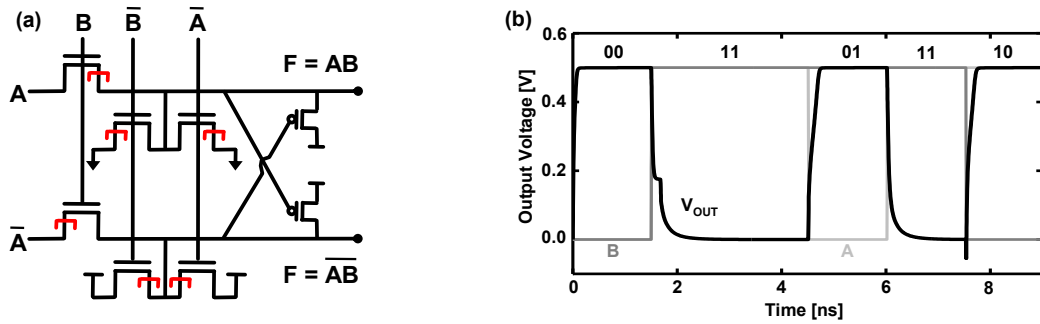 (a)
B B̅ A̅
F = AB
A
A̅
F = A̅B̅
(b)
0.6
0.4
0.2
0.0
Output Voltage [V]
00 11 01 11 10
V_OUT
B A
0 2 4 6 8
Time [ns]